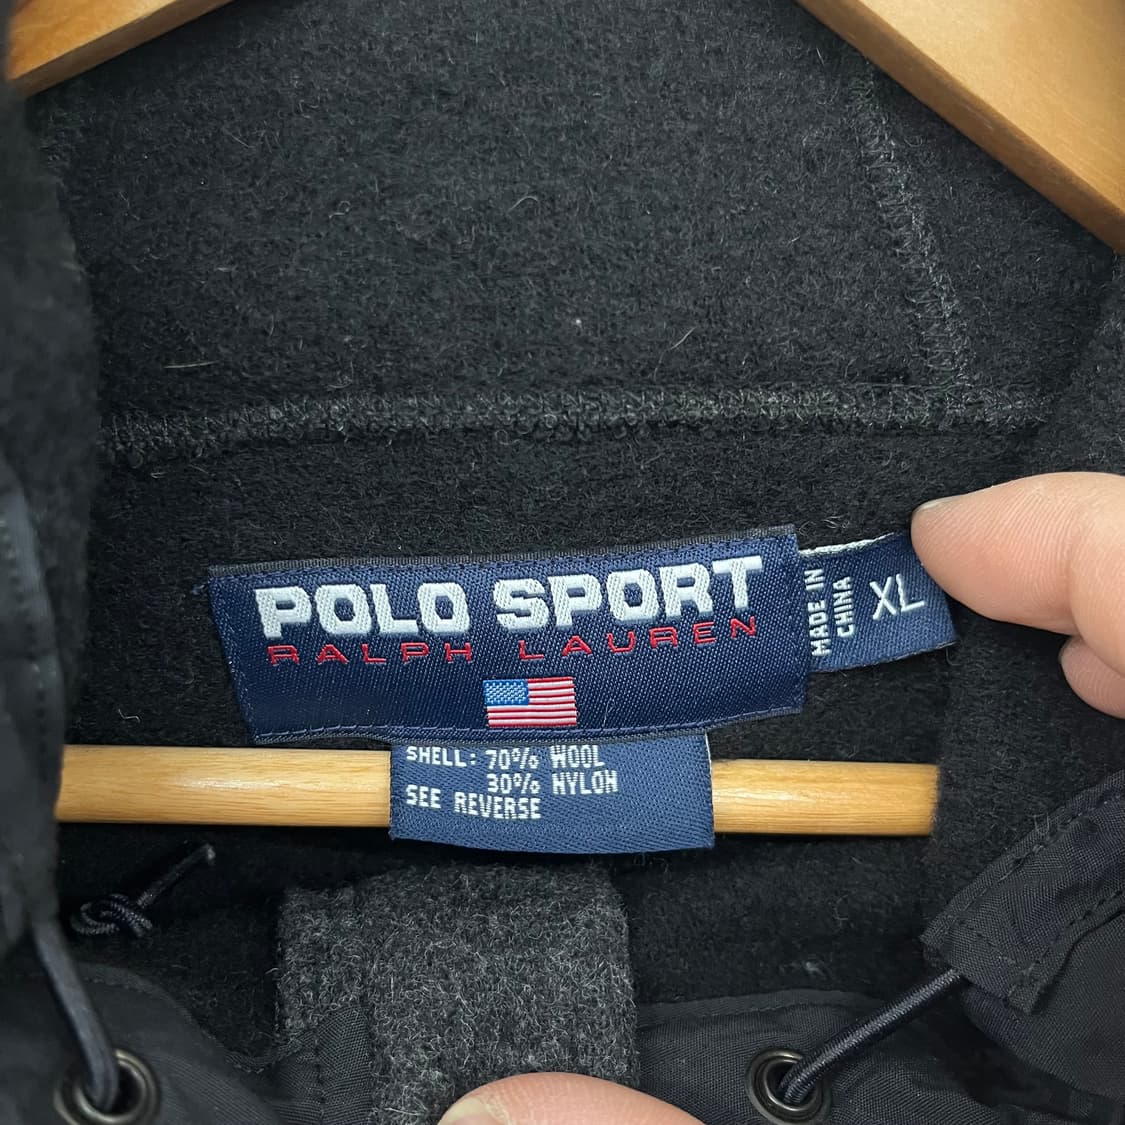 POLO SPORT
RALPH LAUREN
MADE IN
CHINA
XL
SHELL: 70% WOOL
30% NYLON
SEE REVERSE